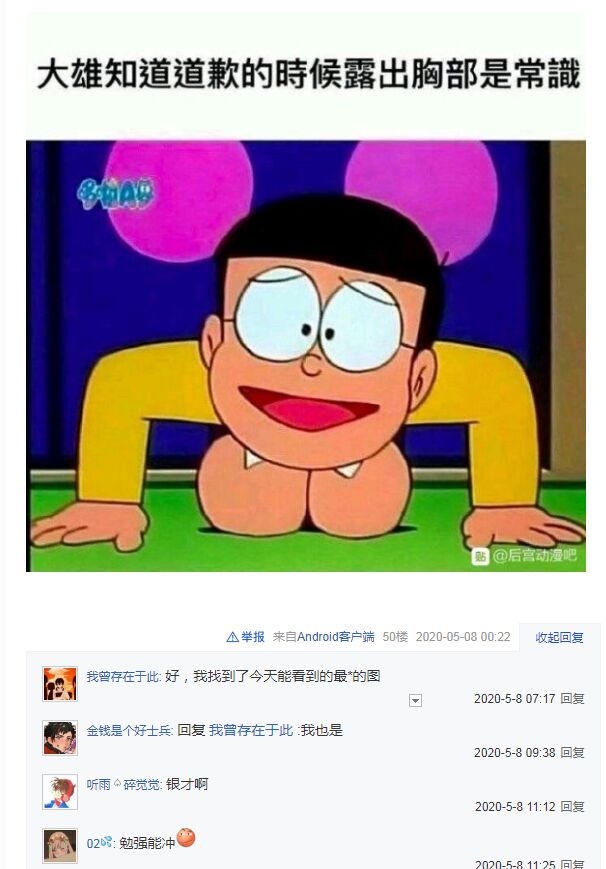 大雄知道道歉的時候露出胸部是常識
哆啦A梦
贴 @后宫动漫吧
举报 来自Android客户端 50楼 2020-05-08 00:22 收起回复
我曾存在于此: 好，我找到了今天能看到的最*的图
2020-5-8 07:17 回复
金钱是个好士兵: 回复 我曾存在于此 :我也是
2020-5-8 09:38 回复
听雨♤碎觉觉: 银才啊
2020-5-8 11:12 回复
02💦: 勉强能冲
2020-5-8 11:25 回复